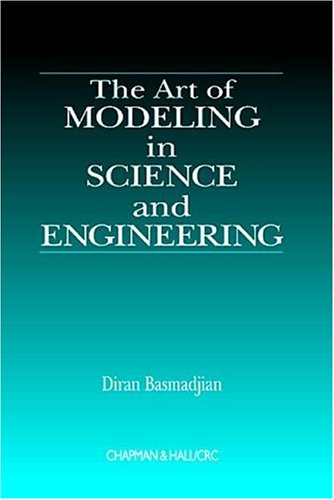 The Art of
MODELING
in
SCIENCE
and
ENGINEERING
Diran Basmadjian
CHAPMAN & HALL/CRC